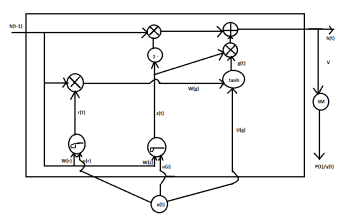 h(t-1)
h(t)
1 -
g(t)
V
tanh
W(g)
r(t)
z(t)
SM
U(g)
P(t)/y(t)
W(r)
u(r)
W(z)
u(z)
x(t)